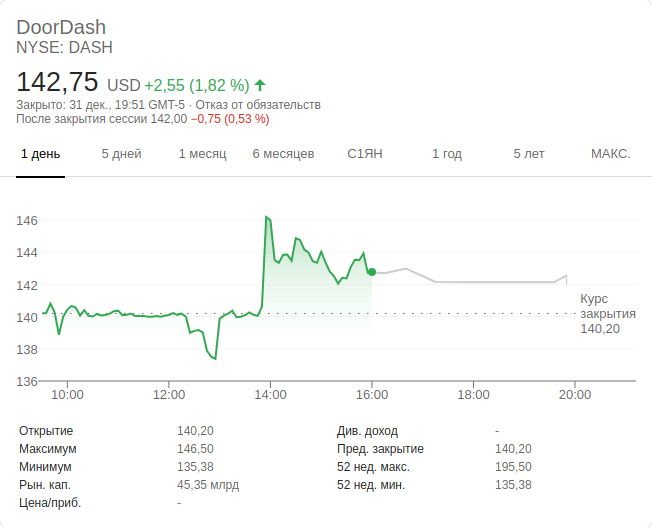 DoorDash
NYSE: DASH
142,75 USD +2,55 (1,82 %)
Закрыто: 31 дек., 19:51 GMT-5 · Отказ от обязательств
После закрытия сессии 142,00 −0,75 (0,53 %)
1 день 5 дней 1 месяц 6 месяцев С1ЯН 1 год 5 лет МАКС.
146
144
142
Курс
закрытия
140,20
140
138
136
10:00 12:00 14:00 16:00 18:00 20:00
Открытие 140,20 Див. доход -
Максимум 146,50 Пред. закрытие 140,20
Минимум 135,38 52 нед. макс. 195,50
Рын. кап. 45,35 млрд 52 нед. мин. 135,38
Цена/приб. -